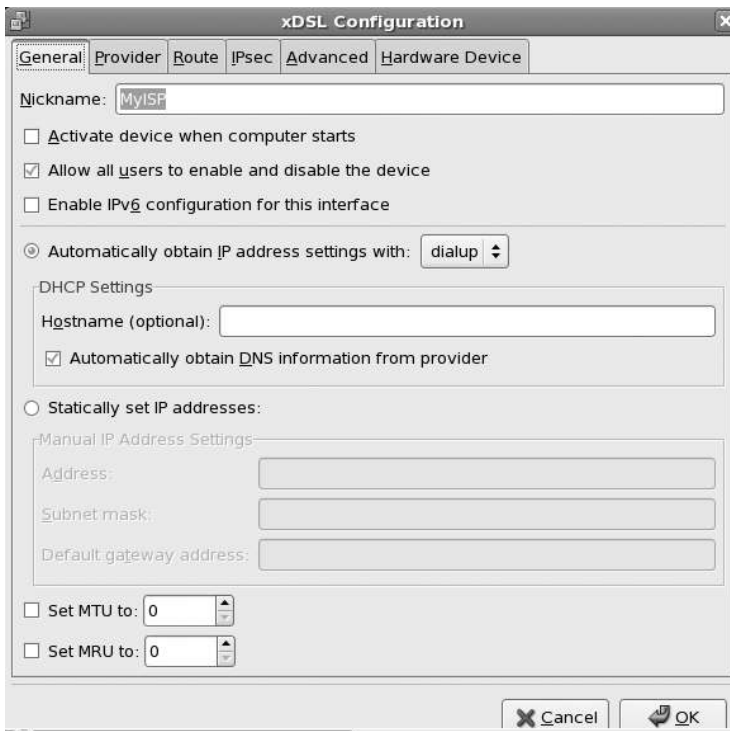 xDSL Configuration
General Provider Route IPsec Advanced Hardware Device
Nickname: MyISP
Activate device when computer starts
Allow all users to enable and disable the device
Enable IPv6 configuration for this interface
Automatically obtain IP address settings with: dialup
DHCP Settings
Hostname (optional):
Automatically obtain DNS information from provider
Statically set IP addresses:
Manual IP Address Settings
Address:
Subnet mask:
Default gateway address:
Set MTU to: 0
Set MRU to: 0
Cancel OK